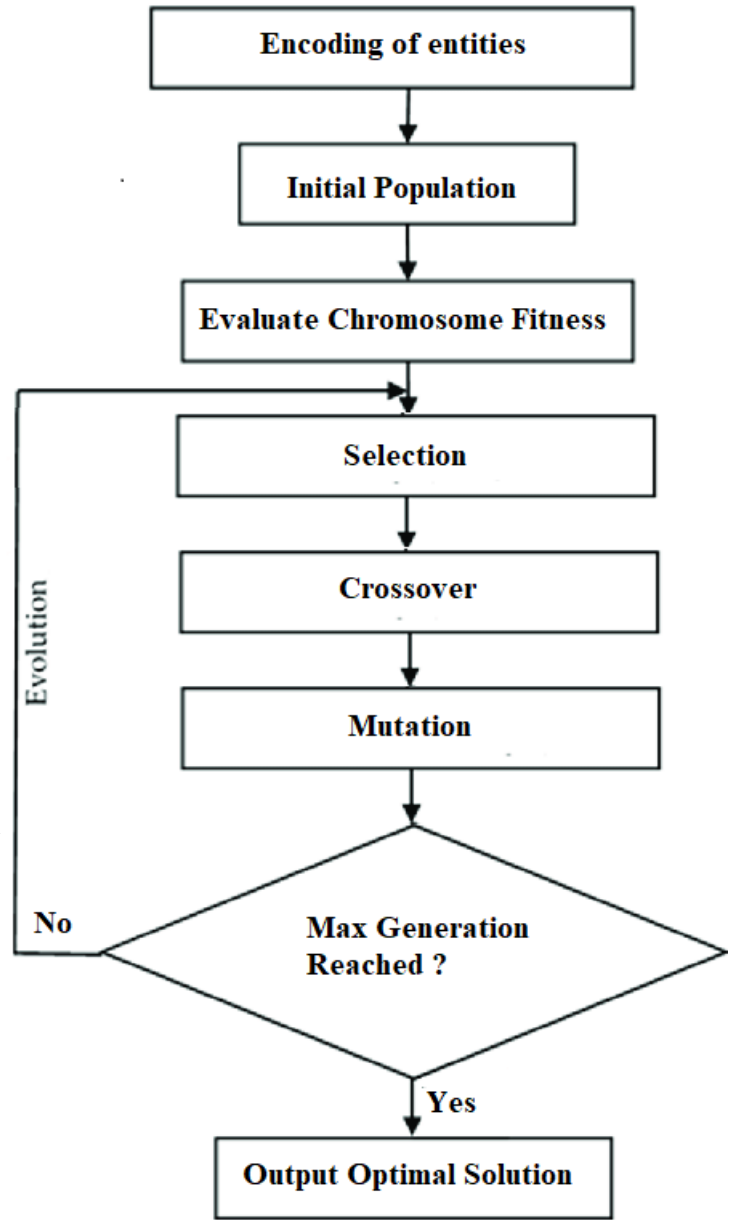 Encoding of entities
Initial Population
Evaluate Chromosome Fitness
Selection
Crossover
Evolution
Mutation
No
Max Generation
Reached ?
Yes
Output Optimal Solution